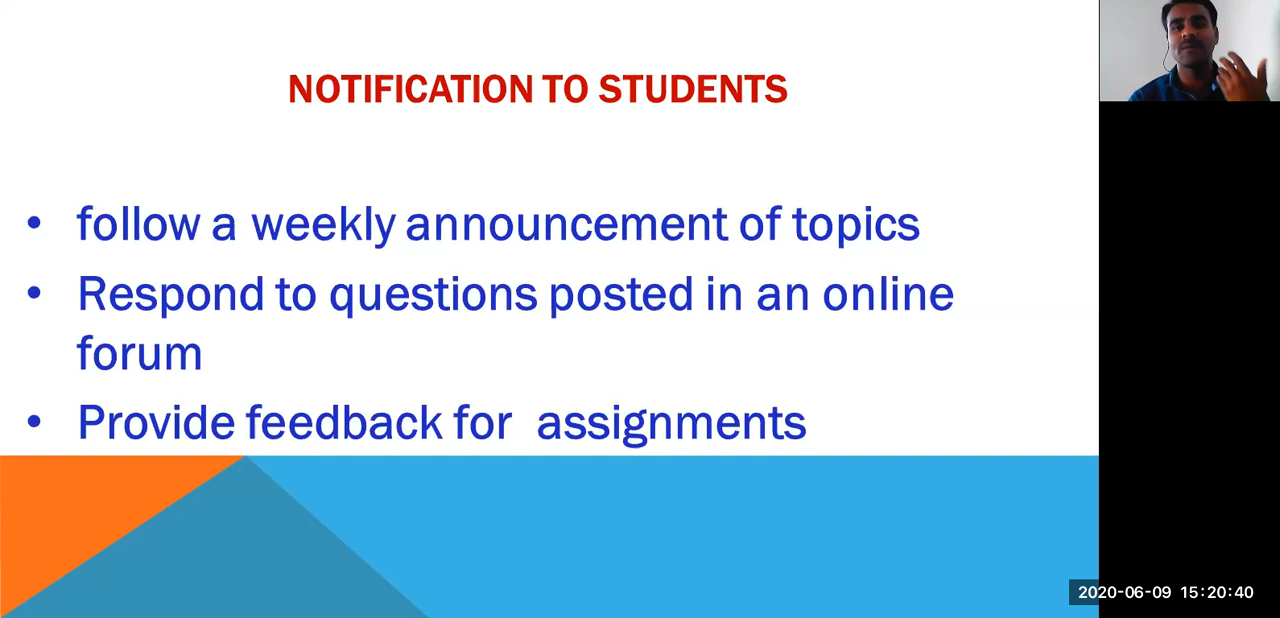 NOTIFICATION TO STUDENTS
• follow a weekly announcement of topics
• Respond to questions posted in an online
forum
• Provide feedback for assignments
2020-06-09 15:20:40